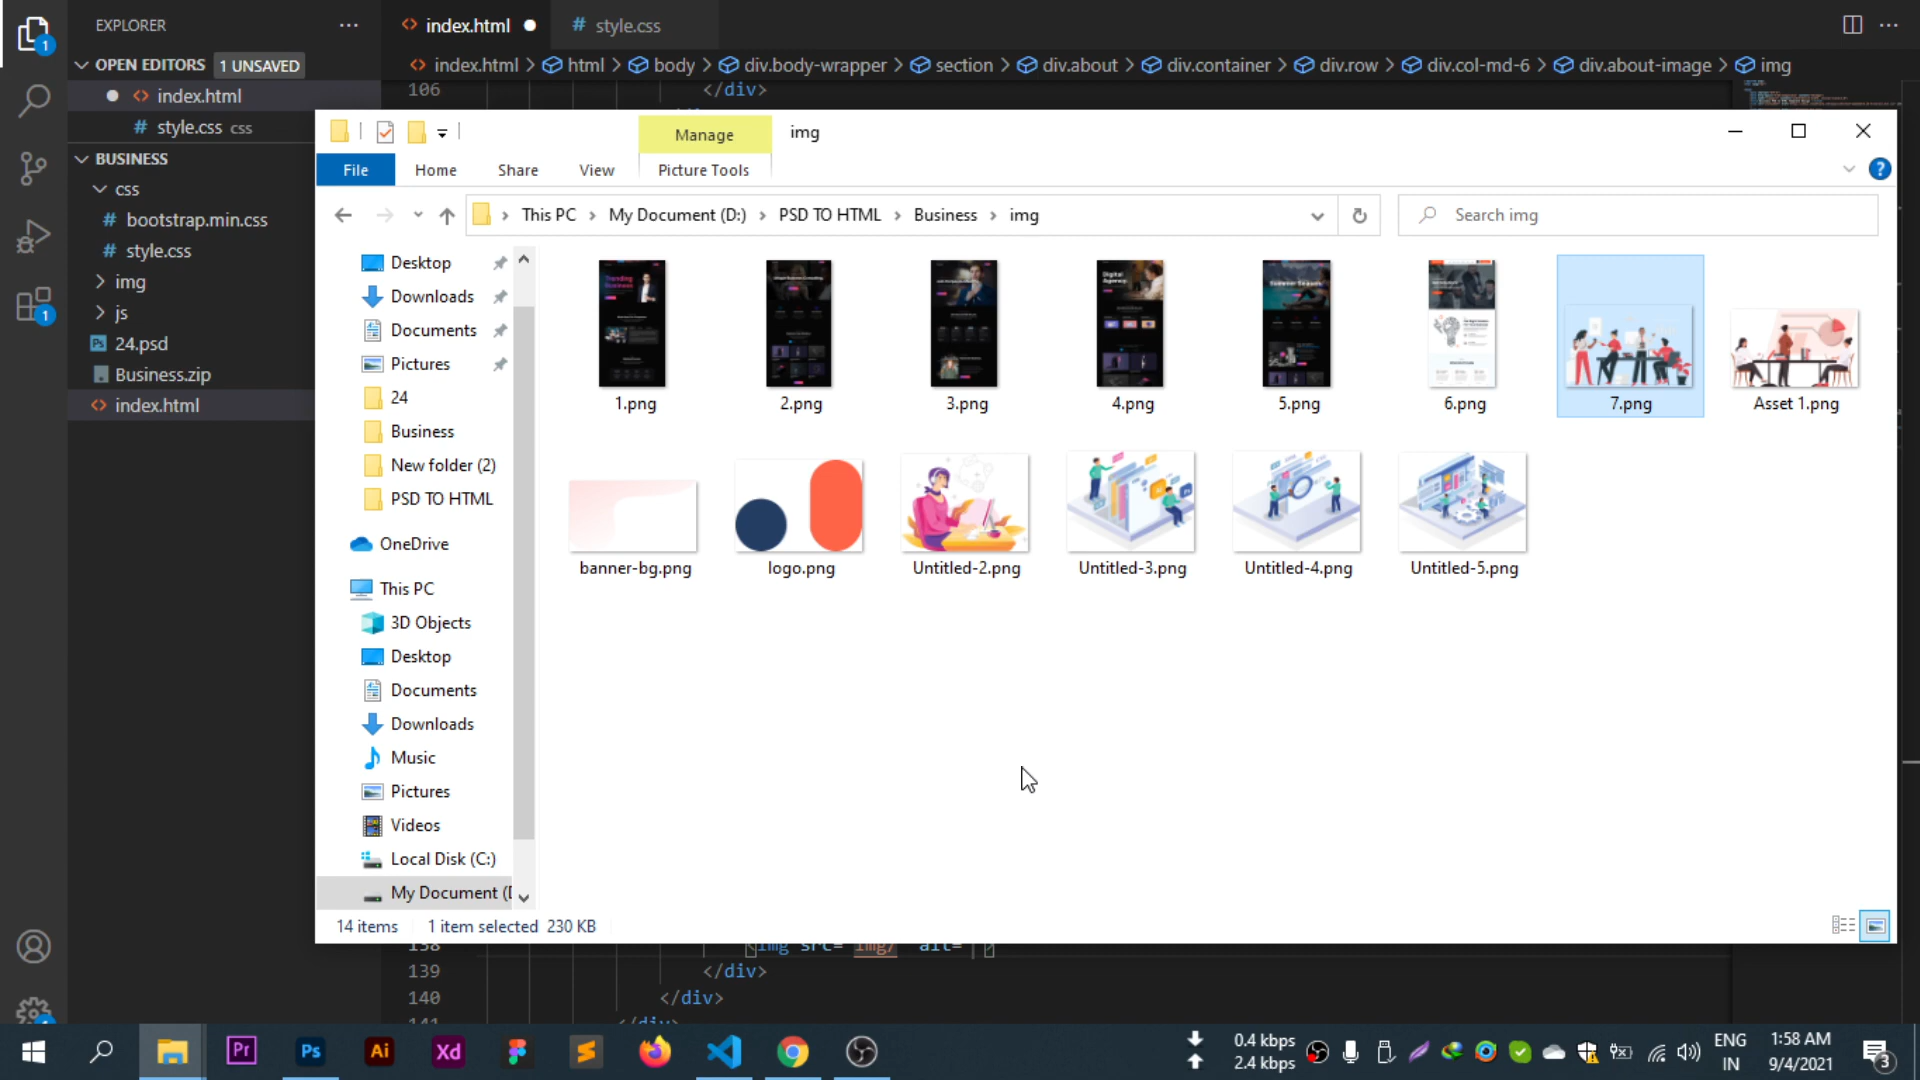 EXPLORER
index.html
style.css
OPEN EDITORS
1 UNSAVED
index.html > html > body > div.body-wrapper > section > div.about > div.container > div.row > div.col-md-6 > div.about-image > img
index.html
106
</div>
style.css css
BUSINESS
css
bootstrap.min.css
style.css
img
js
24.psd
Business.zip
index.html
Manage
img
File
Home
Share
View
Picture Tools
This PC
My Document (D:)
PSD TO HTML
Business
img
Search img
Desktop
Downloads
Documents
Pictures
24
Business
New folder (2)
PSD TO HTML
OneDrive
This PC
3D Objects
Desktop
Documents
Downloads
Music
Pictures
Videos
Local Disk (C:)
My Document (
1.png
2.png
3.png
4.png
5.png
6.png
7.png
Asset 1.png
banner-bg.png
logo.png
Untitled-2.png
Untitled-3.png
Untitled-4.png
Untitled-5.png
14 items
1 item selected 230 KB
138
139
</div>
140
</div>
Pr
Ps
Ai
Xd
0.4 kbps
2.4 kbps
ENG
IN
1:58 AM
9/4/2021
3